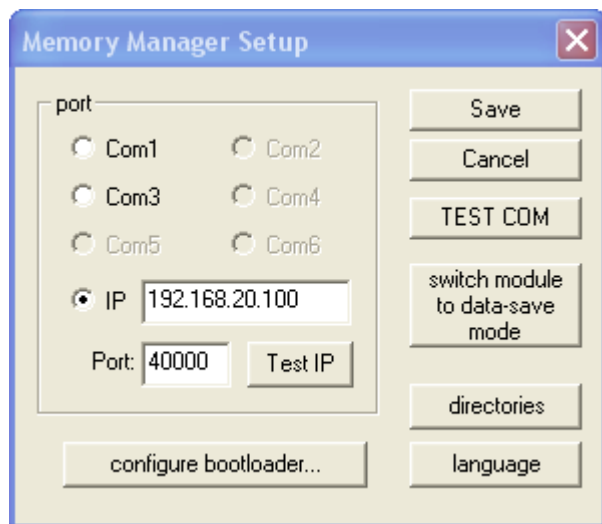 Memory Manager Setup
port
Com1
Com2
Com3
Com4
Com5
Com6
IP
192.168.20.100
Port:
40000
Test IP
configure bootloader...
Save
Cancel
TEST COM
switch module
to data-save
mode
directories
language